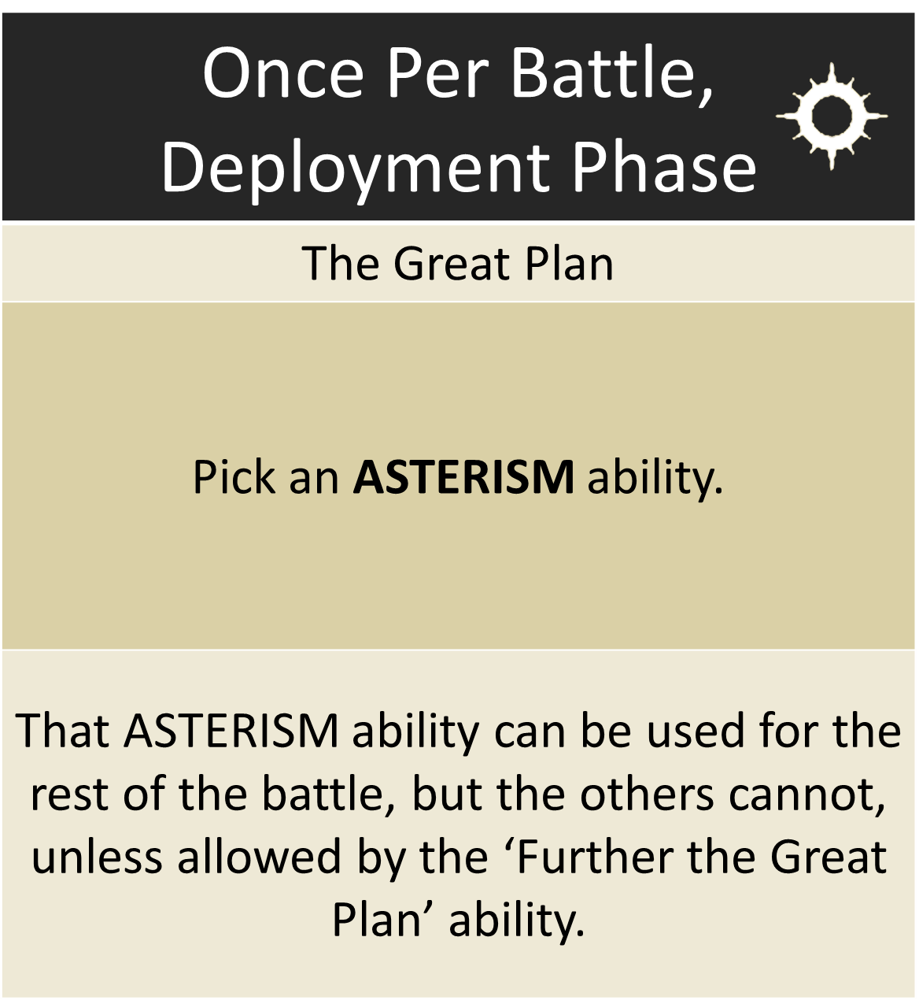 Once Per Battle,
Deployment Phase
The Great Plan
Pick an ASTERISM ability.
That ASTERISM ability can be used for the
rest of the battle, but the others cannot,
unless allowed by the ‘Further the Great
Plan’ ability.